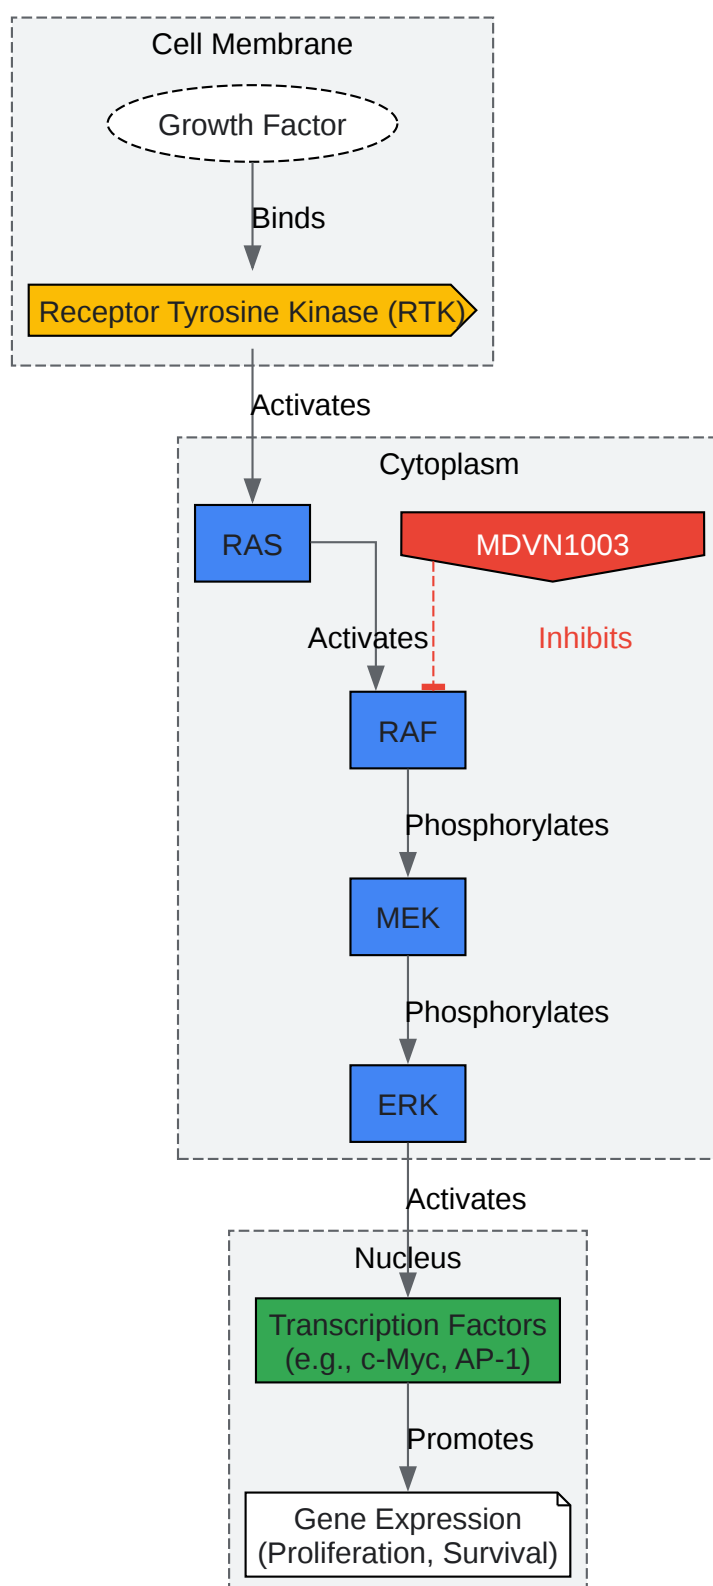 Cell Membrane
Growth Factor
Binds
Receptor Tyrosine Kinase (RTK)
Activates
Cytoplasm
RAS
MDVN1003
Activates
Inhibits
RAF
Phosphorylates
MEK
Phosphorylates
ERK
Activates
Nucleus
Transcription Factors
(e.g., c-Myc, AP-1)
Promotes
Gene Expression
(Proliferation, Survival)